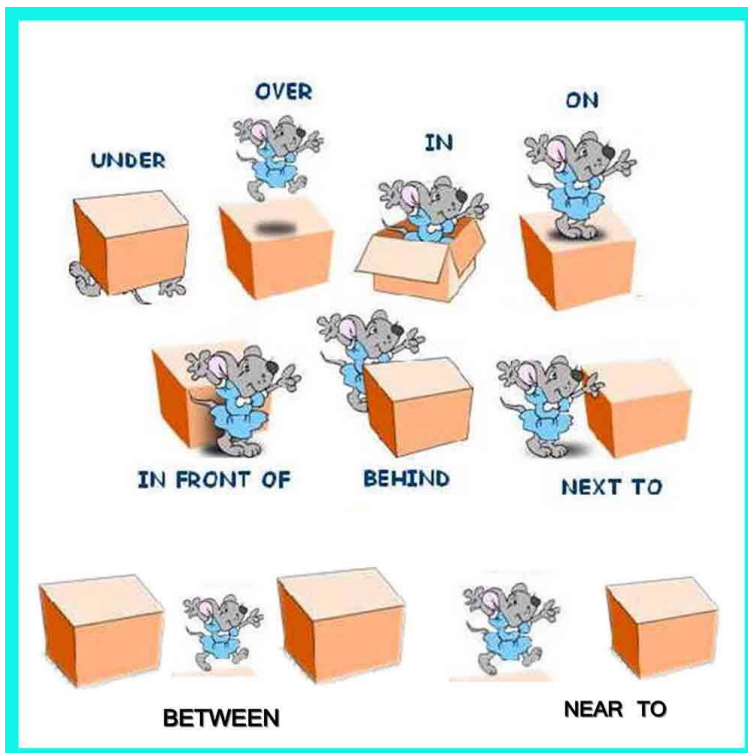 OVER
ON
IN
UNDER
IN FRONT OF
BEHIND
NEXT TO
BETWEEN
NEAR TO